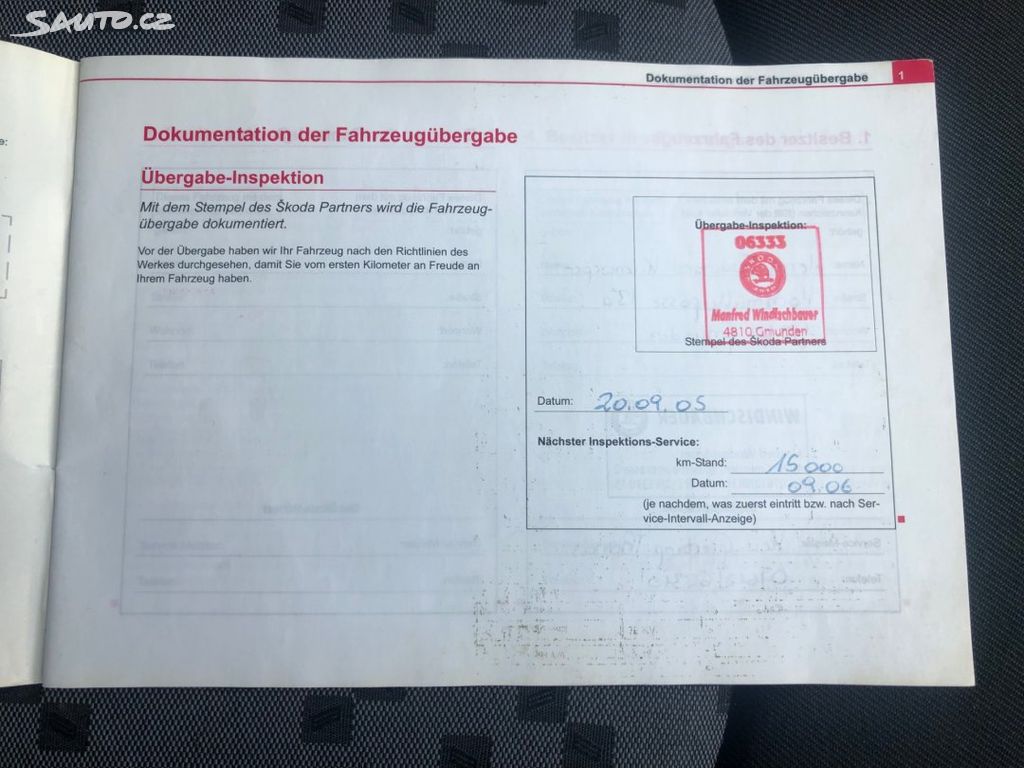 SAUTO.CZ
Dokumentation der Fahrzeugübergabe 1
Dokumentation der Fahrzeugübergabe
Übergabe-Inspektion
Mit dem Stempel des Škoda Partners wird die Fahrzeug-
übergabe dokumentiert.
Vor der Übergabe haben wir Ihr Fahrzeug nach den Richtlinien des
Werkes durchgesehen, damit Sie vom ersten Kilometer an Freude an
Ihrem Fahrzeug haben.
Übergabe-Inspektion:
06333
Manfred Windischbauer
4810 Gmunden
Stempel des Škoda Partners
Datum: 20.09.05
Nächster Inspektions-Service:
km-Stand: 15000
Datum: 09.06
(je nachdem, was zuerst eintritt bzw. nach Ser-
vice-Intervall-Anzeige)